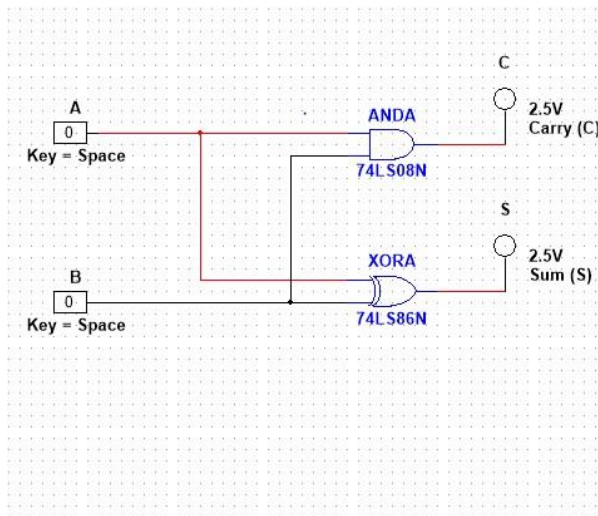 C
A
ANDA
2.5V
Carry (C)
0
Key = Space
74LS08N
S
B
XORA
2.5V
Sum (S)
0
Key = Space
74LS86N